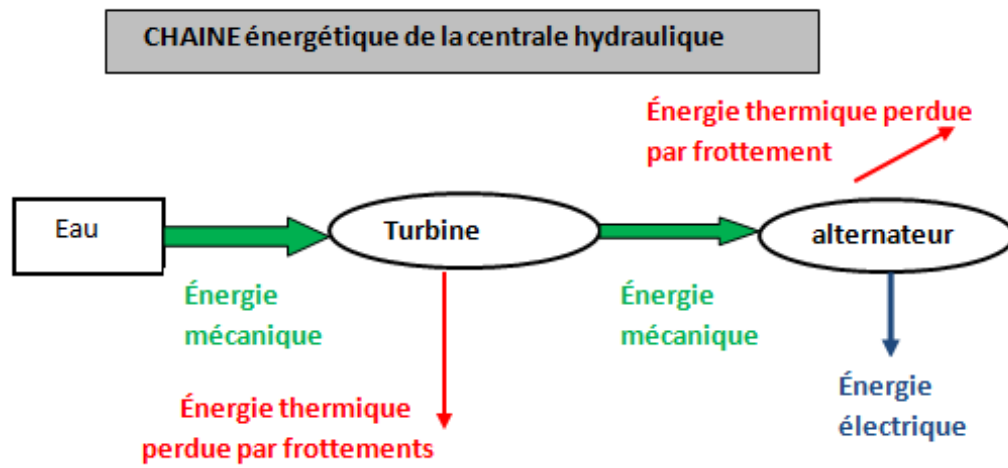 CHAINE énergétique de la centrale hydraulique
Énergie thermique perdue
par frottement
Eau
Turbine
alternateur
Énergie
mécanique
Énergie
mécanique
Énergie thermique
perdue par frottements
Énergie
électrique